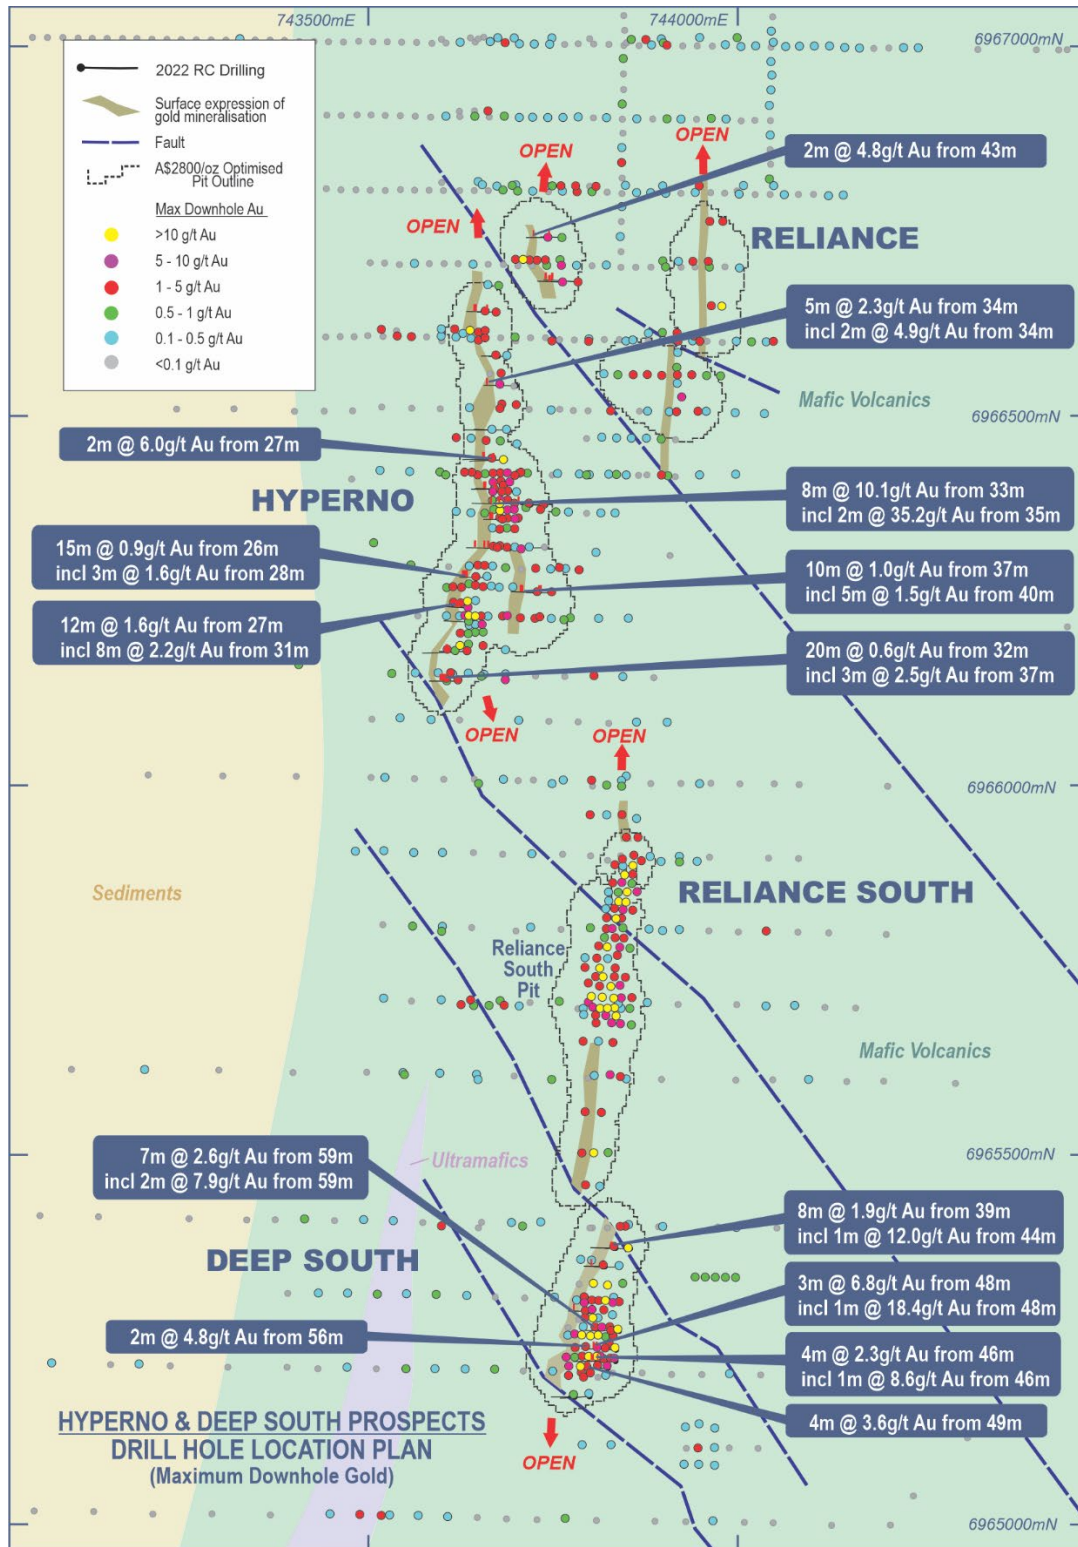 743500mE
744000mE
6967000mN
2022 RC Drilling
Surface expression of
gold mineralisation
Fault
A$2800/oz Optimised
Pit Outline
Max Downhole Au
>10 g/t Au
5 - 10 g/t Au
1 - 5 g/t Au
0.5 - 1 g/t Au
0.1 - 0.5 g/t Au
<0.1 g/t Au
OPEN
OPEN
OPEN
2m @ 4.8g/t Au from 43m
RELIANCE
5m @ 2.3g/t Au from 34m
incl 2m @ 4.9g/t Au from 34m
Mafic Volcanics
6966500mN
2m @ 6.0g/t Au from 27m
HYPERNO
8m @ 10.1g/t Au from 33m
incl 2m @ 35.2g/t Au from 35m
15m @ 0.9g/t Au from 26m
incl 3m @ 1.6g/t Au from 28m
10m @ 1.0g/t Au from 37m
incl 5m @ 1.5g/t Au from 40m
12m @ 1.6g/t Au from 27m
incl 8m @ 2.2g/t Au from 31m
20m @ 0.6g/t Au from 32m
incl 3m @ 2.5g/t Au from 37m
OPEN
OPEN
6966000mN
Sediments
RELIANCE SOUTH
Reliance
South
Pit
Mafic Volcanics
7m @ 2.6g/t Au from 59m
incl 2m @ 7.9g/t Au from 59m
Ultramafics
6965500mN
8m @ 1.9g/t Au from 39m
incl 1m @ 12.0g/t Au from 44m
DEEP SOUTH
3m @ 6.8g/t Au from 48m
incl 1m @ 18.4g/t Au from 48m
2m @ 4.8g/t Au from 56m
4m @ 2.3g/t Au from 46m
incl 1m @ 8.6g/t Au from 46m
4m @ 3.6g/t Au from 49m
HYPERNO & DEEP SOUTH PROSPECTS
DRILL HOLE LOCATION PLAN
(Maximum Downhole Gold)
OPEN
6965000mN